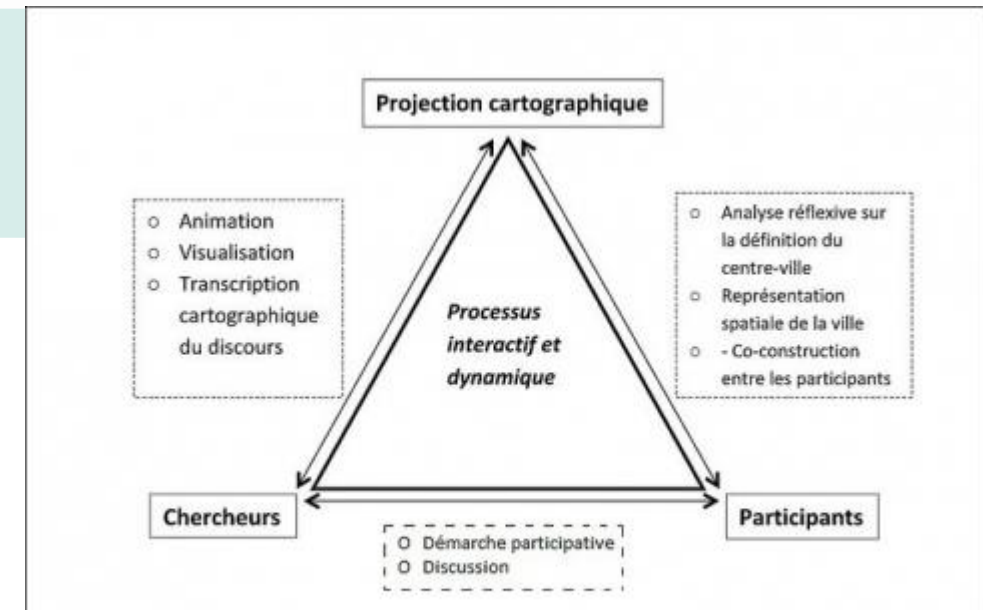 Projection cartographique
o Animation
o Visualisation
o Transcription
cartographique
du discours
o Analyse réflexive sur
la définition du
centre-ville
o Représentation
spatiale de la ville
o - Co-construction
entre les participants
Processus
interactif et
dynamique
Chercheurs
Participants
O Démarche participative
O Discussion